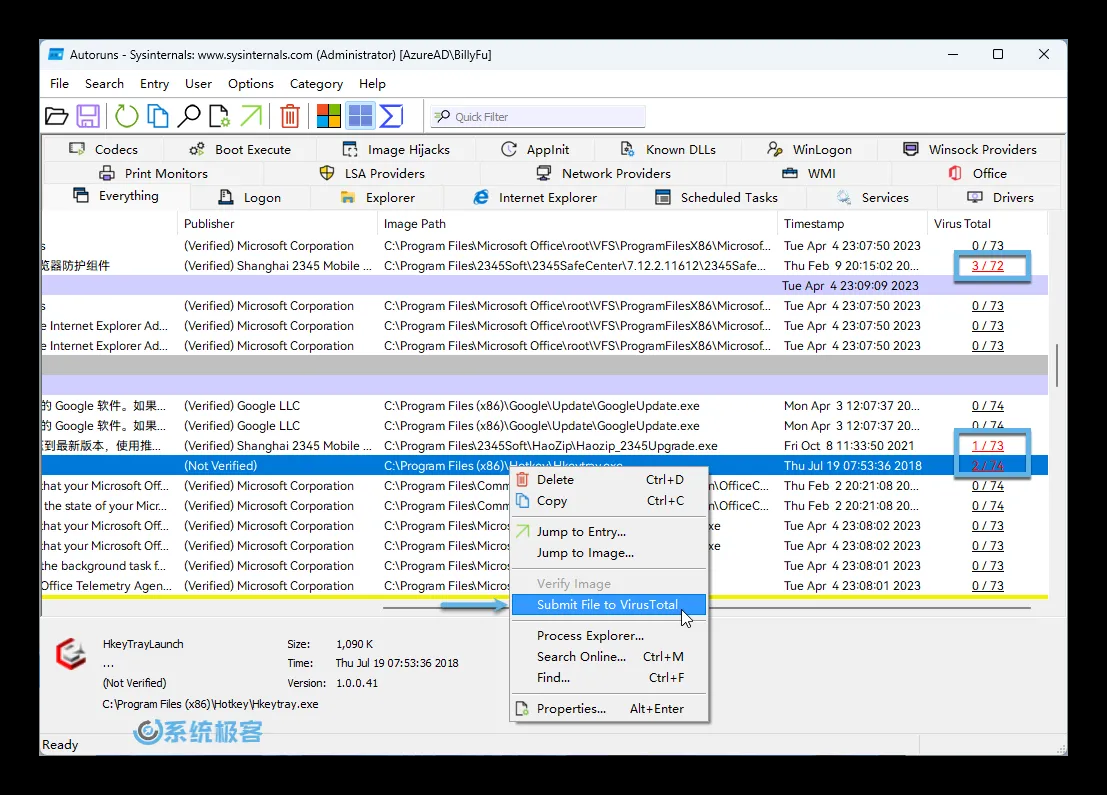 Autoruns - Sysinternals: www.sysinternals.com (Administrator) [AzureAD\BillyFu]
File Search Entry User Options Category Help
Quick Filter
Codecs Boot Execute Image Hijacks AppInit Known DLLs WinLogon Winsock Providers
Print Monitors LSA Providers Network Providers WMI Office
Everything Logon Explorer Internet Explorer Scheduled Tasks Services Drivers
Publisher Image Path Timestamp Virus Total
s (Verified) Microsoft Corporation C:\Program Files\Microsoft Office\root\VFS\ProgramFilesX86\Microsof... Tue Apr 4 23:07:50 2023 0 / 73
览器防护组件 (Verified) Shanghai 2345 Mobile ... C:\Program Files\2345Soft\2345SafeCenter\7.12.2.11612\2345Safe... Thu Feb 9 20:15:02 20... 3 / 72
Tue Apr 4 23:09:09 2023
s (Verified) Microsoft Corporation C:\Program Files\Microsoft Office\root\VFS\ProgramFilesX86\Microsof... Tue Apr 4 23:07:50 2023 0 / 73
e Internet Explorer Ad... (Verified) Microsoft Corporation C:\Program Files\Microsoft Office\root\VFS\ProgramFilesX86\Microsof... Tue Apr 4 23:07:50 2023 0 / 73
e Internet Explorer Ad... (Verified) Microsoft Corporation C:\Program Files\Microsoft Office\root\VFS\ProgramFilesX86\Microsof... Tue Apr 4 23:07:50 2023 0 / 73
的 Google 软件。如果... (Verified) Google LLC C:\Program Files (x86)\Google\Update\GoogleUpdate.exe Mon Apr 3 12:07:37 20... 0 / 74
的 Google 软件。如果... (Verified) Google LLC C:\Program Files (x86)\Google\Update\GoogleUpdate.exe Mon Apr 3 12:07:37 20... 0 / 74
到最新版本，使用推... (Verified) Shanghai 2345 Mobile ... C:\Program Files\2345Soft\HaoZip\Haozip_2345Upgrade.exe Fri Oct 8 11:33:50 2021 1 / 73
(Not Verified) C:\Program Files (x86)\Hotkey\Hkeytray.exe Thu Jul 19 07:53:36 2018 2 / 74
that your Microsoft Off... (Verified) Microsoft Corporation C:\Program Files\Comm n\OfficeC... Thu Feb 2 20:21:08 20... 0 / 74
the state of your Micr... (Verified) Microsoft Corporation C:\Program Files\Comm n\OfficeC... Thu Feb 2 20:21:08 20... 0 / 74
that your Microsoft Off... (Verified) Microsoft Corporation C:\Program Files\Micros xe Tue Apr 4 23:08:02 2023 0 / 73
that your Microsoft Off... (Verified) Microsoft Corporation C:\Program Files\Micros xe Tue Apr 4 23:08:02 2023 0 / 73
the background task f... (Verified) Microsoft Corporation C:\Program Files\Micros Tue Apr 4 23:08:01 2023 0 / 73
Office Telemetry Agen... (Verified) Microsoft Corporation C:\Program Files\Micros Tue Apr 4 23:08:01 2023 0 / 73
Delete Ctrl+D
Copy Ctrl+C
Jump to Entry...
Jump to Image...
Verify Image
Submit File to VirusTotal
Process Explorer...
Search Online... Ctrl+M
Find... Ctrl+F
Properties... Alt+Enter
HkeyTrayLaunch Size: 1,090 K
... Time: Thu Jul 19 07:53:36 2018
(Not Verified) Version: 1.0.0.41
C:\Program Files (x86)\Hotkey\Hkeytray.exe
系统极客
Ready